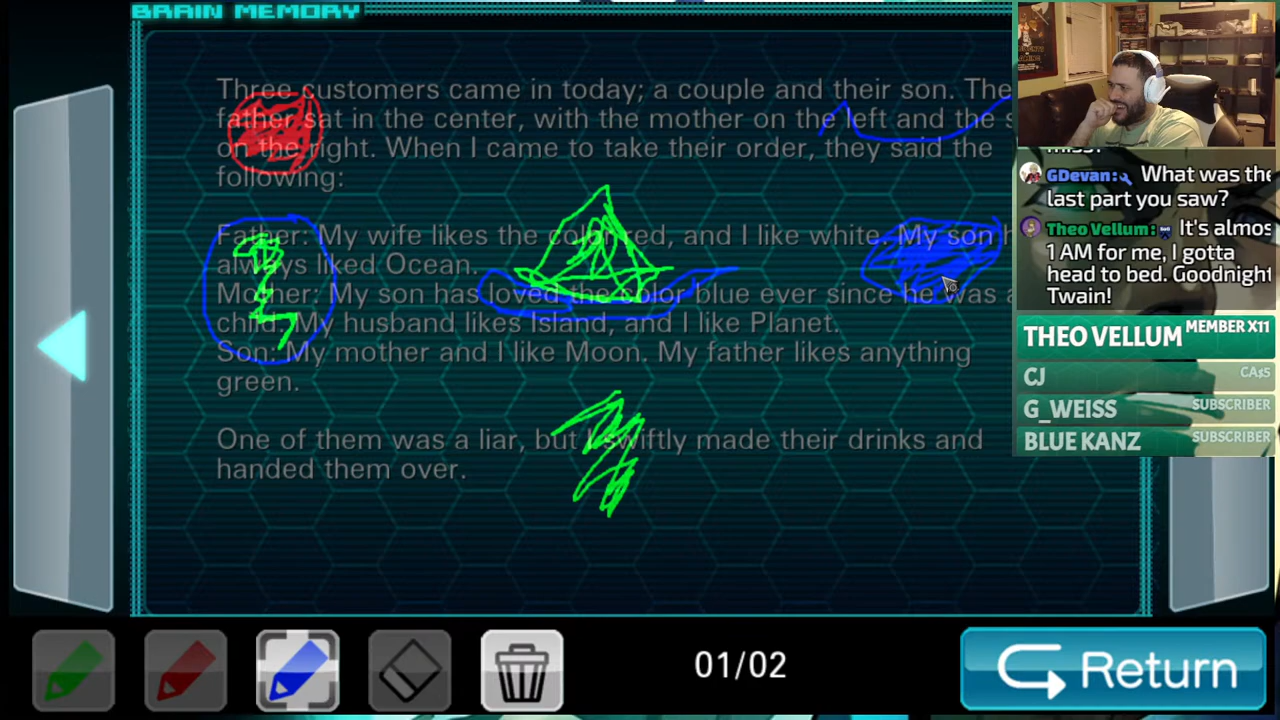 BRAIN MEMORY
Three customers came in today; a couple and their son. The
father sat in the center, with the mother on the left and the s
on the right. When I came to take their order, they said the
following:
Father: My wife likes the color red, and I like white. My son
always liked Ocean.
Mother: My son has loved the color blue ever since he was a
child. My husband likes Island, and I like Planet.
Son: My mother and I like Moon. My father likes anything
green.
One of them was a liar, but I swiftly made their drinks and
handed them over.
01/02
Return
miss?
GDevan: What was the
last part you saw?
Theo Vellum: It's almos
1 AM for me, I gotta
head to bed. Goodnight
Twain!
THEO VELLUM MEMBER X11
CJ CA$5
G_WEISS SUBSCRIBER
BLUE KANZ SUBSCRIBER